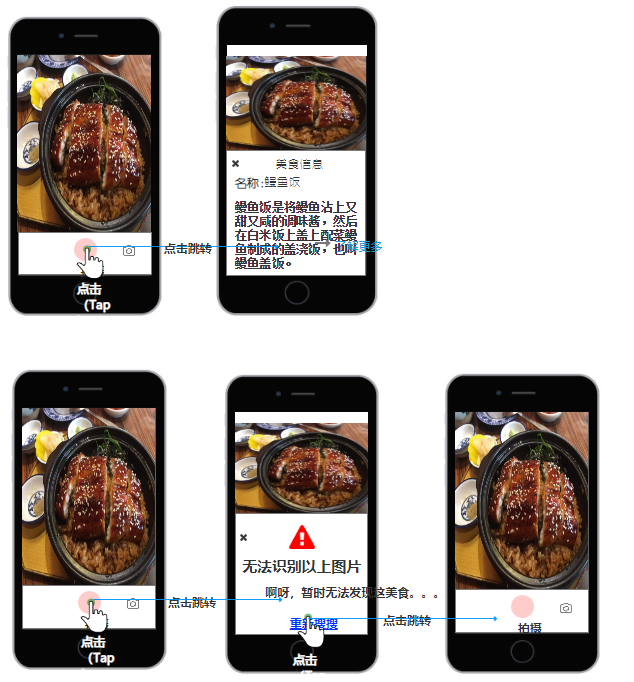 美食信息
名称:鳗鱼饭
鳗鱼饭是将鳗鱼沾上又
甜又咸的调味酱，然后
在白米饭上盖上配菜鳗
鱼制成的盖浇饭，也叫
鳗鱼盖饭。
更多
点击跳转
点击
(Tap
无法识别以上图片
啊呀，暂时无法发现这美食。。。
点击跳转
重新搜搜
点击跳转
拍摄
点击
(Tap
点击
(Tap